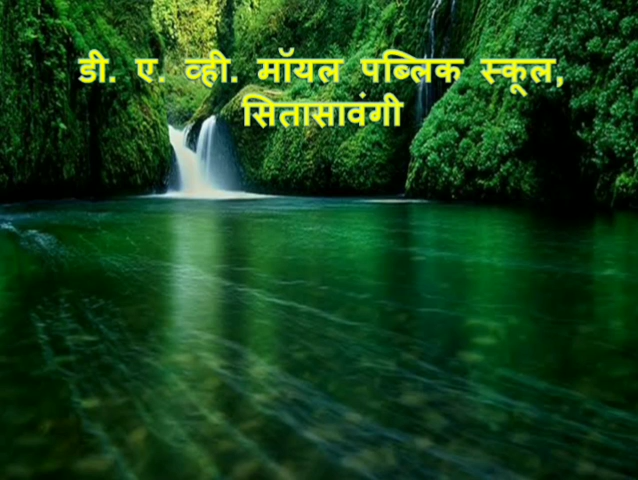 डी. ए. व्ही. मॉयल पब्लिक स्कूल,
सितासावंगी